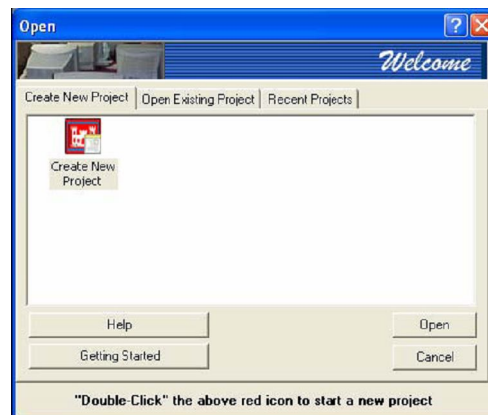 Open
Welcome
Create New Project Open Existing Project Recent Projects
Create New
Project
Help Open
Getting Started Cancel
"Double-Click" the above red icon to start a new project